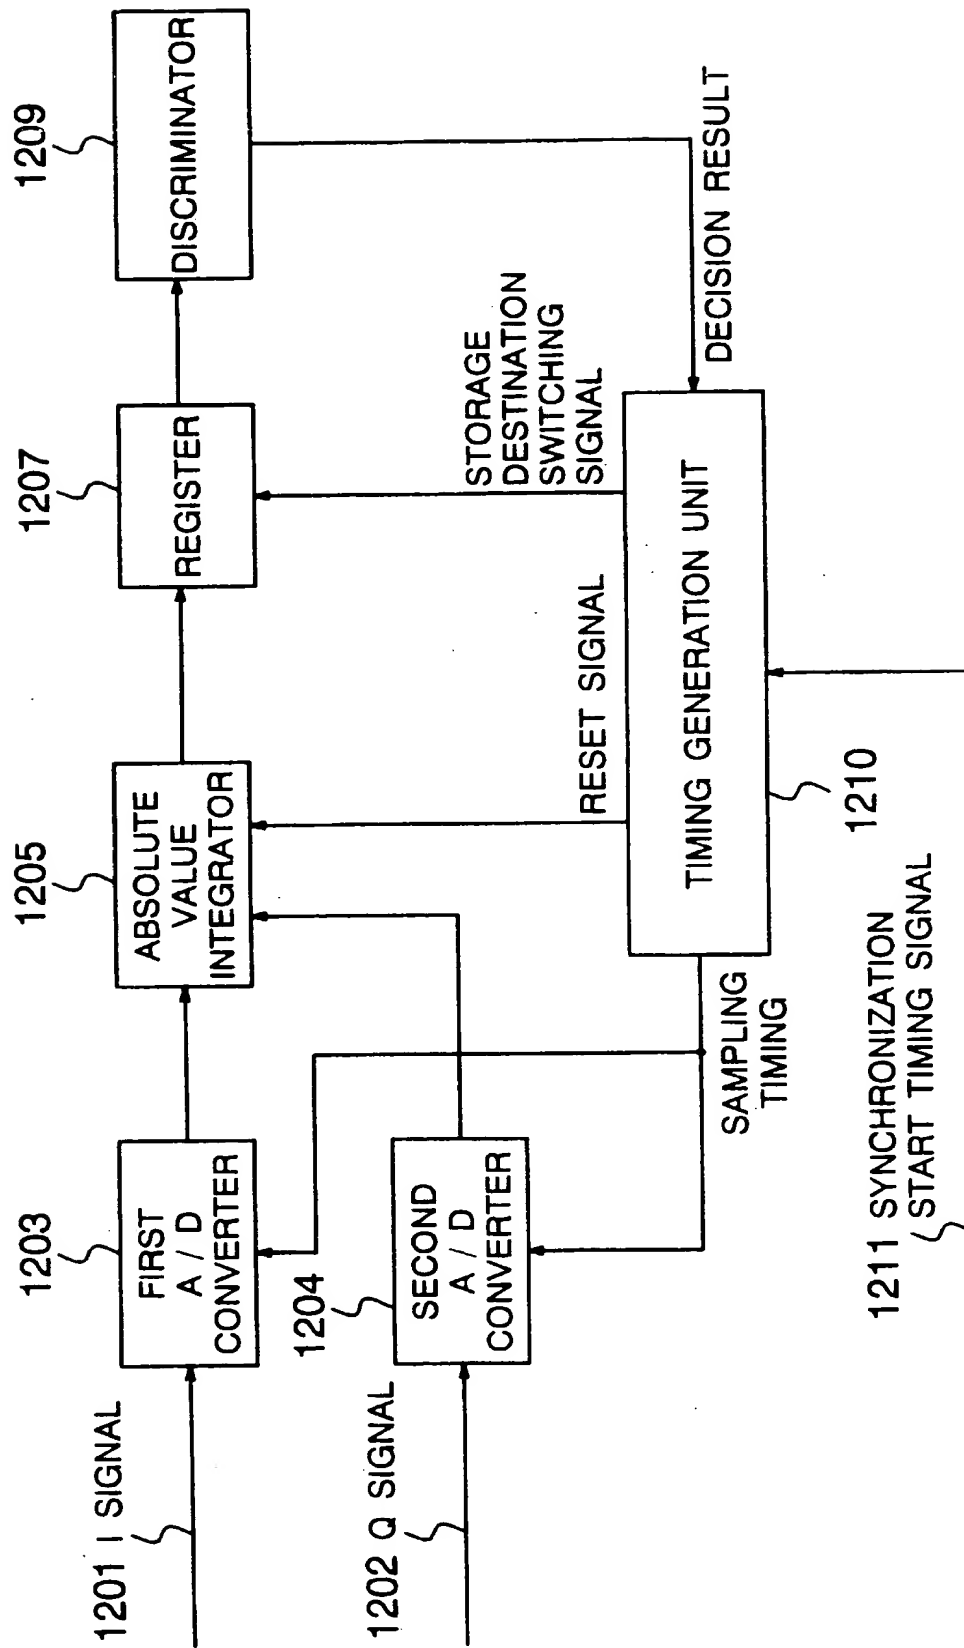 1201 I SIGNAL
1203
FIRST
A / D
CONVERTER
1205
ABSOLUTE
VALUE
INTEGRATOR
1207
REGISTER
1209
DISCRIMINATOR
1202 Q SIGNAL
1204
SECOND
A / D
CONVERTER
SAMPLING
TIMING
RESET SIGNAL
STORAGE
DESTINATION
SWITCHING
SIGNAL
DECISION RESULT
TIMING GENERATION UNIT
1210
1211 SYNCHRONIZATION
START TIMING SIGNAL